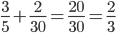 3/5 + 2/30 = 20/30 = 2/3